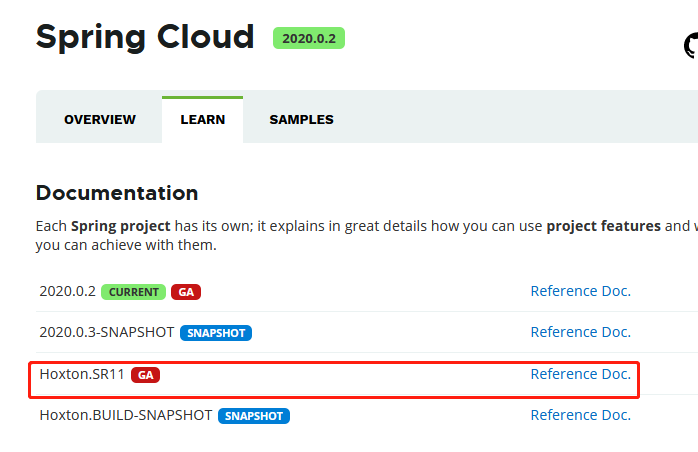 Spring Cloud 2020.0.2
OVERVIEW LEARN SAMPLES
Documentation
Each Spring project has its own; it explains in great details how you can use project features and
you can achieve with them.
2020.0.2 CURRENT GA Reference Doc.
2020.0.3-SNAPSHOT SNAPSHOT Reference Doc.
Hoxton.SR11 GA Reference Doc.
Hoxton.BUILD-SNAPSHOT SNAPSHOT Reference Doc.